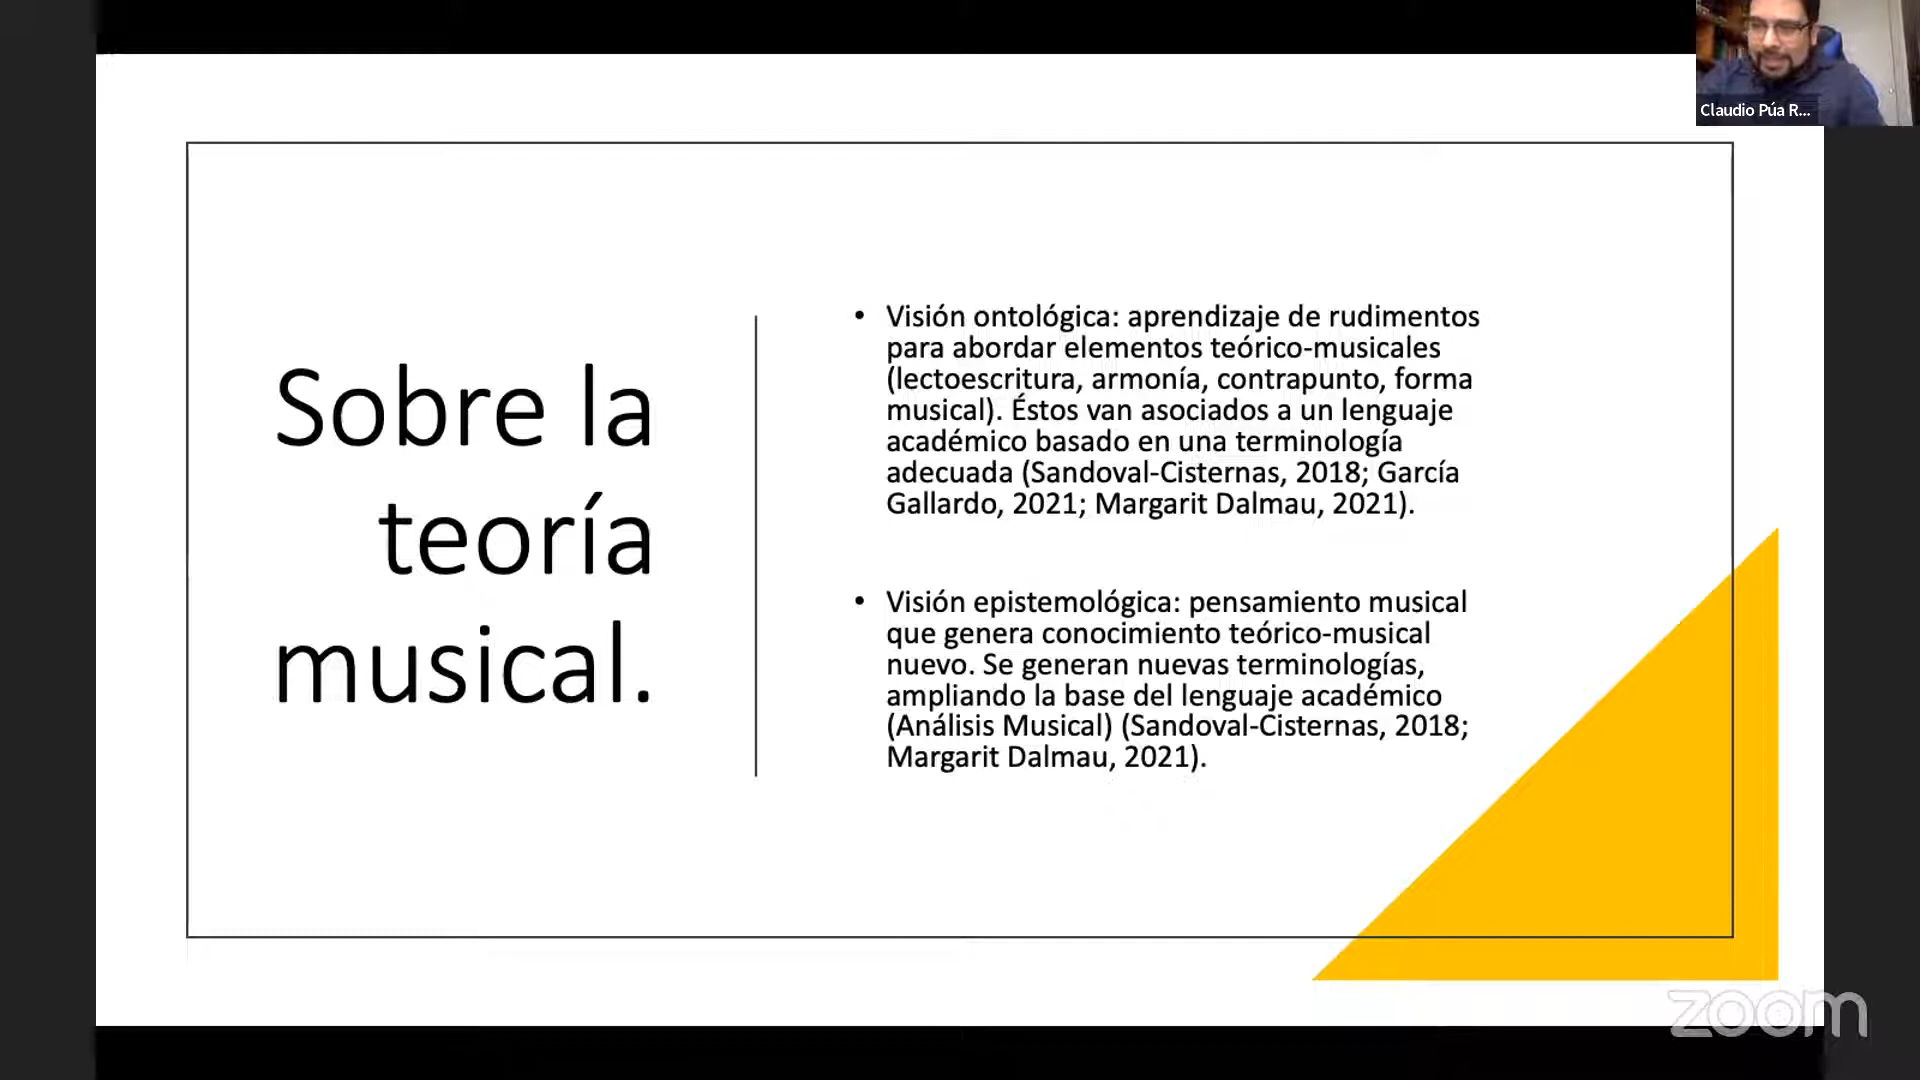 Claudio Púa R...
Sobre la
teoría
musical.
• Visión ontológica: aprendizaje de rudimentos
para abordar elementos teórico-musicales
(lectoescritura, armonía, contrapunto, forma
musical). Éstos van asociados a un lenguaje
académico basado en una terminología
adecuada (Sandoval-Cisternas, 2018; García
Gallardo, 2021; Margarit Dalmau, 2021).
• Visión epistemológica: pensamiento musical
que genera conocimiento teórico-musical
nuevo. Se generan nuevas terminologías,
ampliando la base del lenguaje académico
(Análisis Musical) (Sandoval-Cisternas, 2018;
Margarit Dalmau, 2021).
zoom